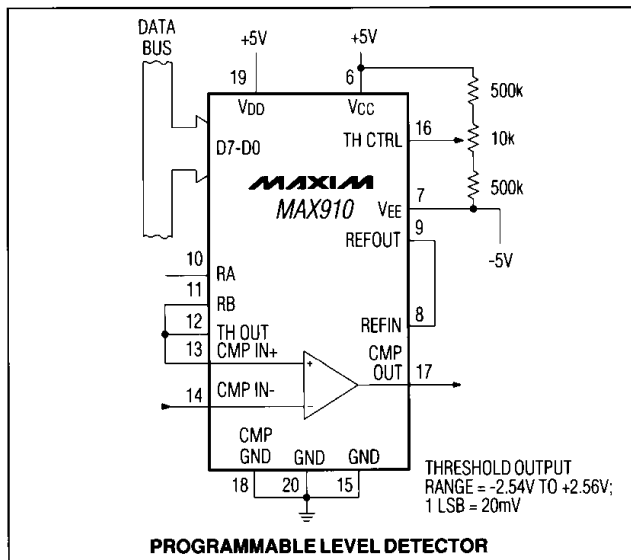 DATA
BUS
+5V
+5V
19
6
VDD
VCC
500k
D7-D0
TH CTRL
16
10k
MAXIM
MAX910
500k
VEE
7
REFOUT
9
-5V
10
RA
11
RB
12
TH OUT
REFIN
8
13
CMP IN+
CMP
OUT
17
+
14
CMP IN-
-
CMP
GND
GND
GND
18
20
15
THRESHOLD OUTPUT
RANGE = -2.54V TO +2.56V;
1 LSB = 20mV
PROGRAMMABLE LEVEL DETECTOR